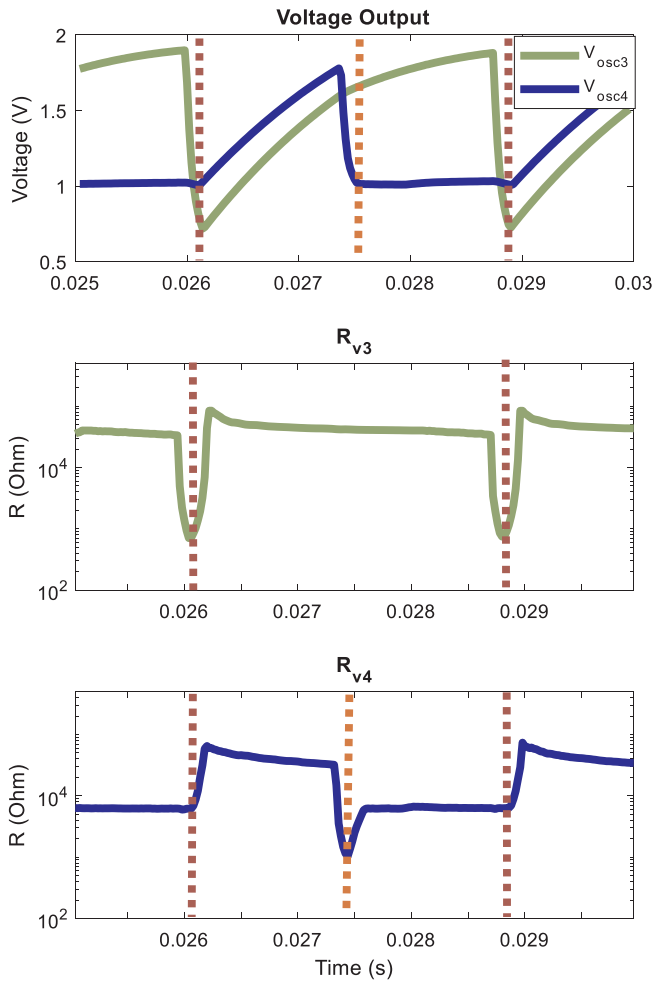 Voltage Output
2
1.5
1
0.5
Voltage (V)
V_osc3
V_osc4
0.025 0.026 0.027 0.028 0.029 0.03
R_v3
10^4
10^2
R (Ohm)
0.026 0.027 0.028 0.029
R_v4
10^4
10^2
R (Ohm)
0.026 0.027 0.028 0.029
Time (s)